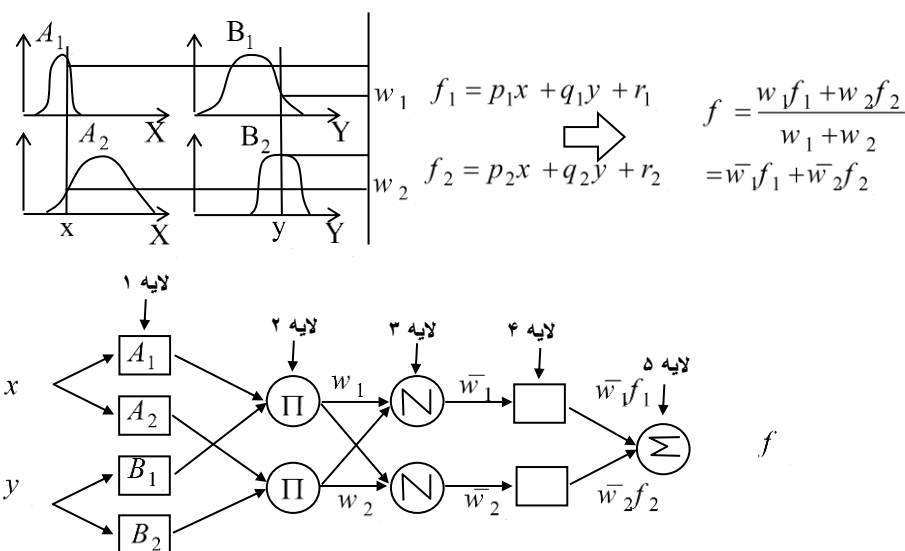 A₁ B₁
w₁ f₁ = p₁x + q₁y + r₁
f = (w₁f₁ + w₂f₂) / (w₁ + w₂)
X Y
A₂ B₂
w₂ f₂ = p₂x + q₂y + r₂
= w̄₁f₁ + w̄₂f₂
x X y Y
لایه ۱
لایه ۲ لایه ۳ لایه ۴
لایه ۵
x A₁ A₂
y B₁ B₂
Π w₁ N w̄₁ w̄₁f₁
Σ f
Π w₂ N w̄₂ w̄₂f₂